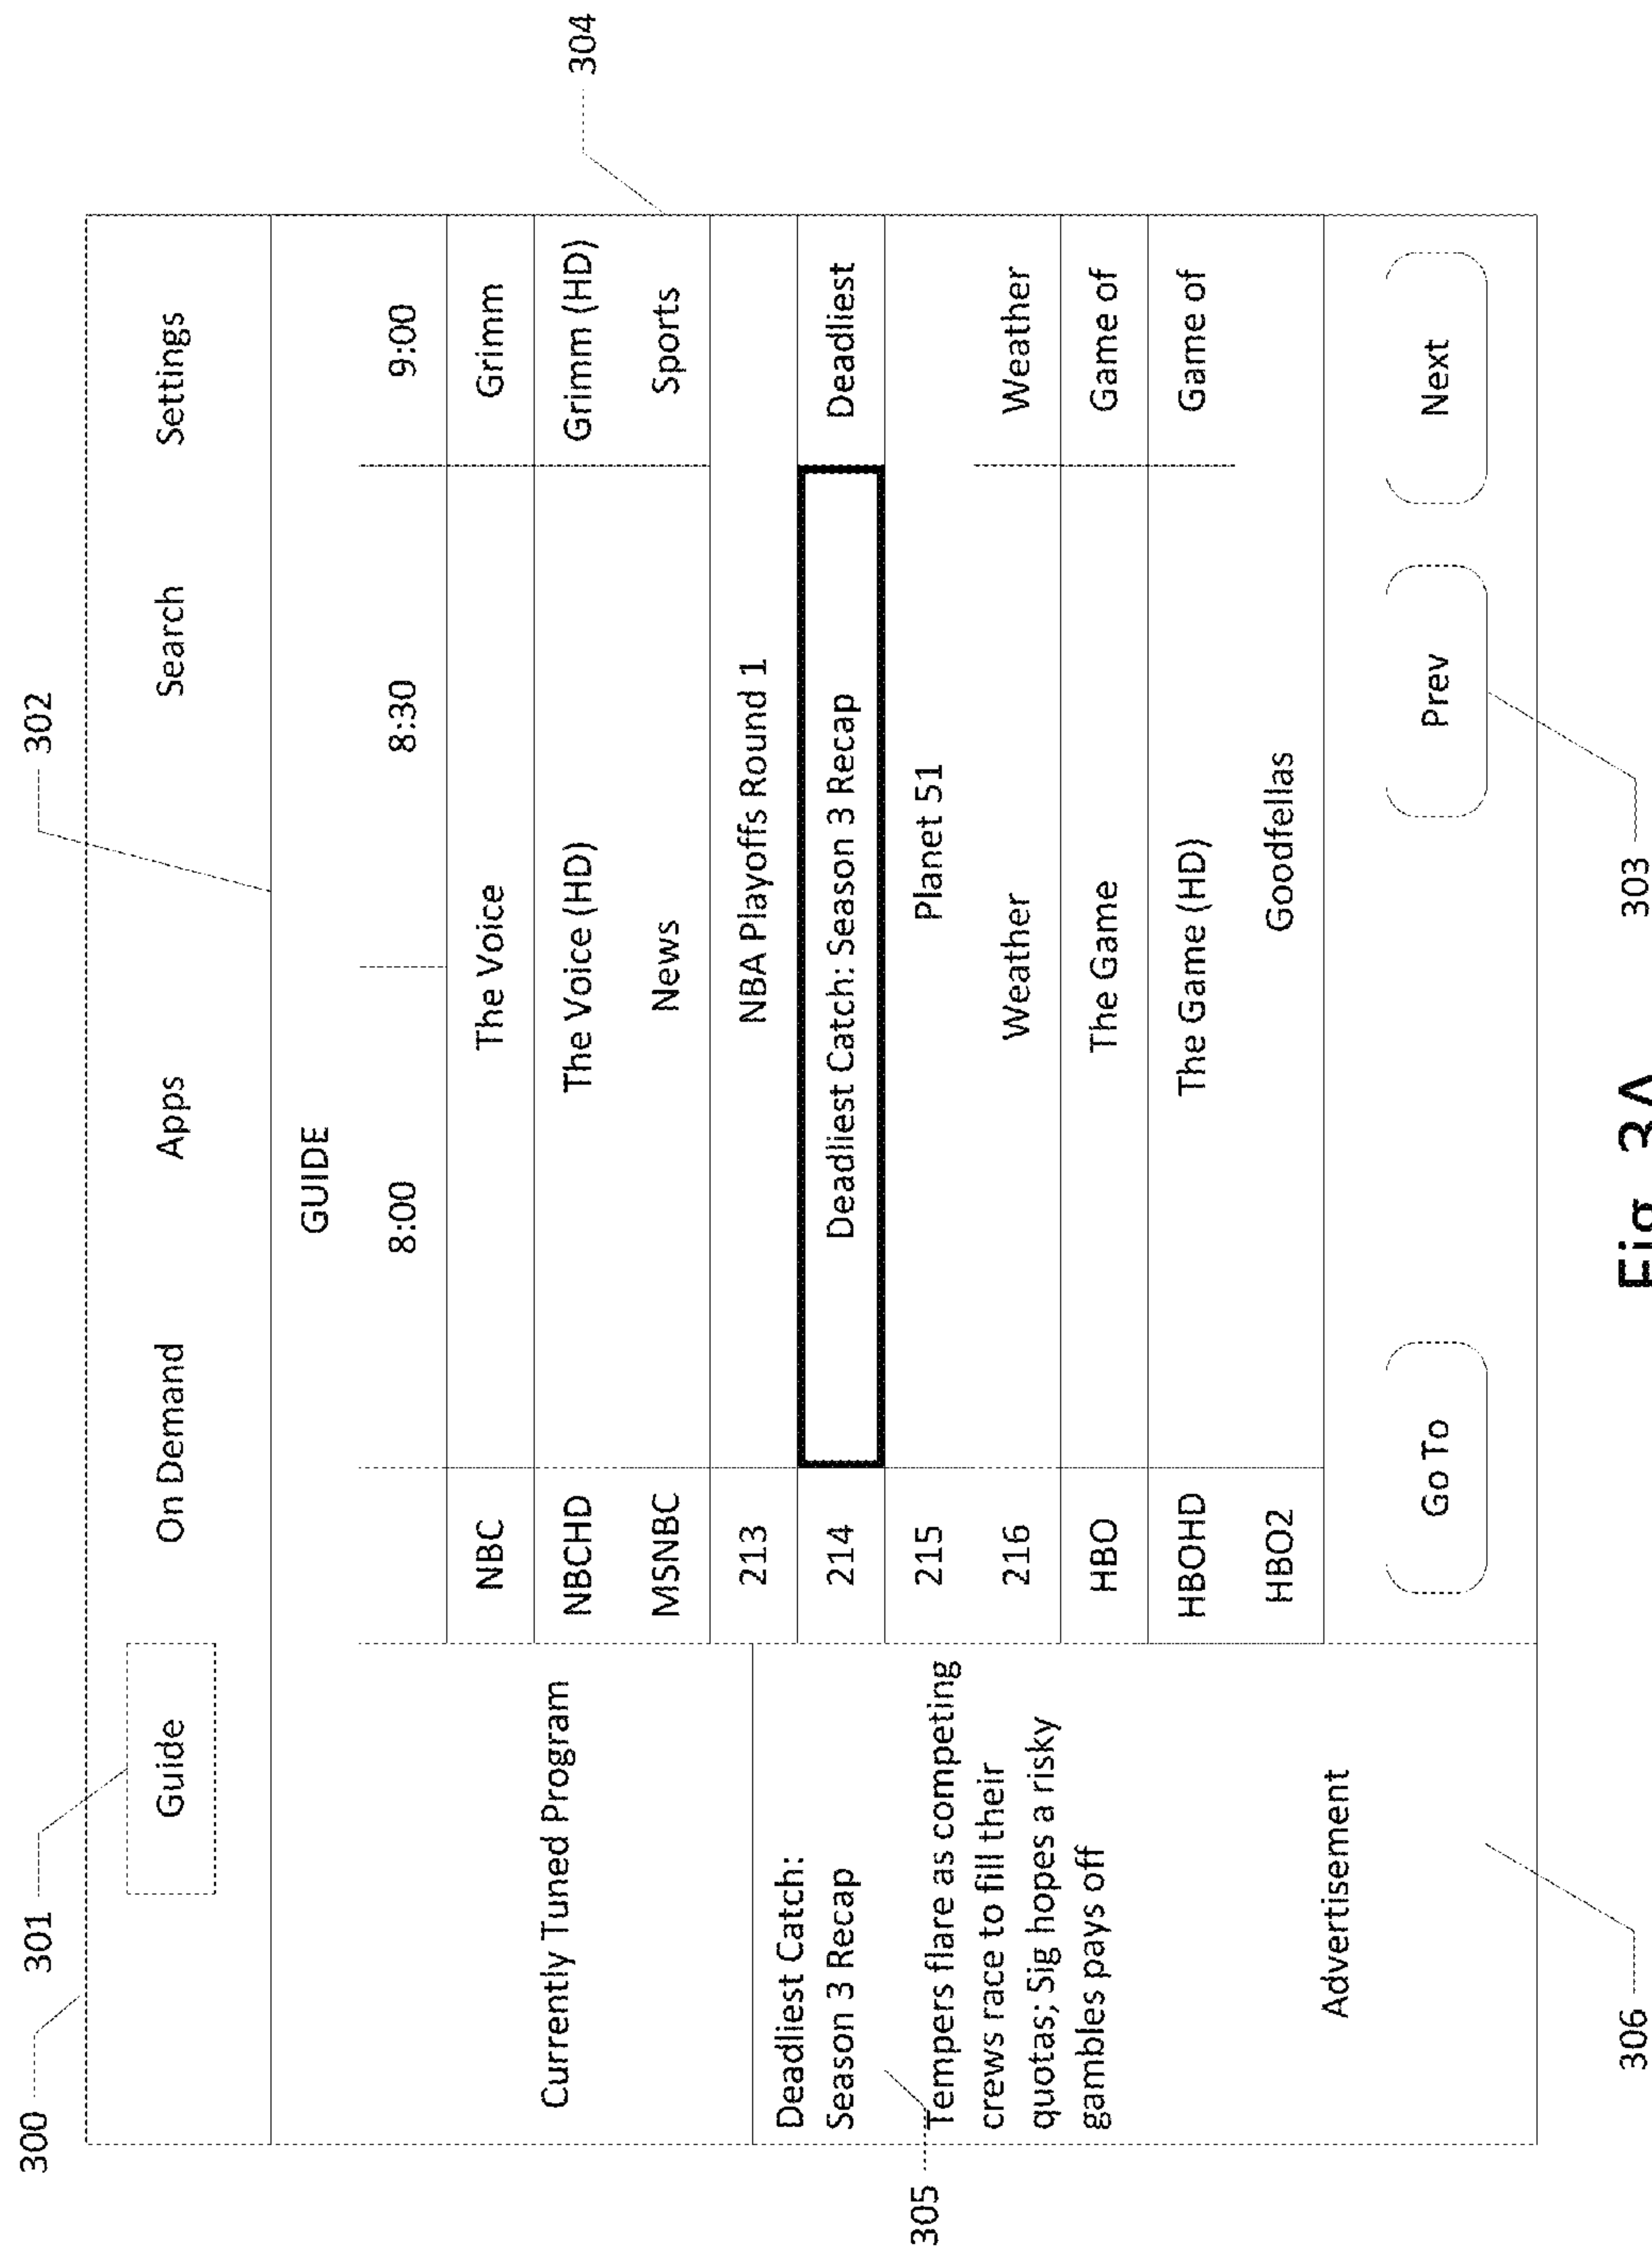 302
300
301
Guide On Demand Apps Search Settings
GUIDE
304
8:00 8:30 9:00
NBC The Voice Grimm
NBCHD The Voice (HD) Grimm (HD)
MSNBC News Sports
213 NBA Playoffs Round 1
214 Deadliest Catch: Season 3 Recap Deadliest
215 Planet 51
216 Weather Weather
HBO The Game Game of
HBOHD The Game (HD) Game of
HBO2 Goodfellas
Go To Prev Next
Currently Tuned Program
Deadliest Catch:
Season 3 Recap
305
Tempers flare as competing
crews race to fill their
quotas; Sig hopes a risky
gambles pays off
Advertisement
306
303
Fig. 3A